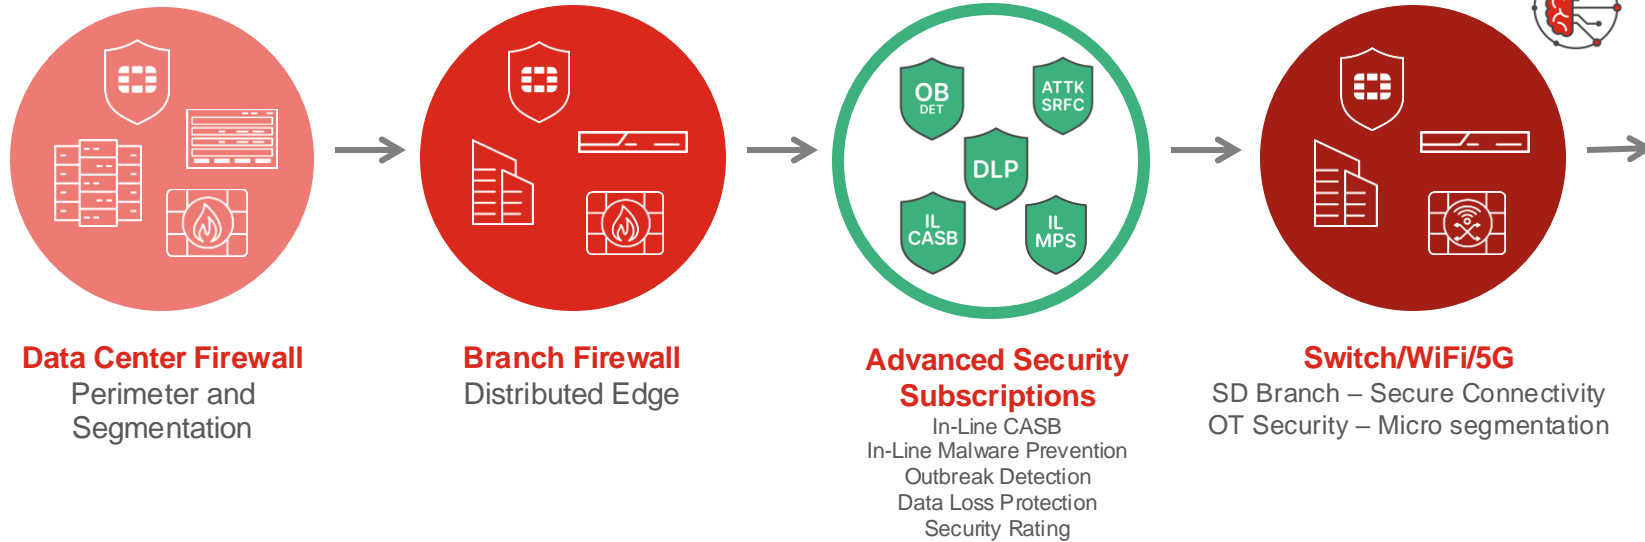 OB
DET
ATTK
SRFC
DLP
IL
CASB
IL
MPS
Data Center Firewall
Perimeter and
Segmentation
Branch Firewall
Distributed Edge
Advanced Security
Subscriptions
In-Line CASB
In-Line Malware Prevention
Outbreak Detection
Data Loss Protection
Security Rating
Switch/WiFi/5G
SD Branch – Secure Connectivity
OT Security – Micro segmentation